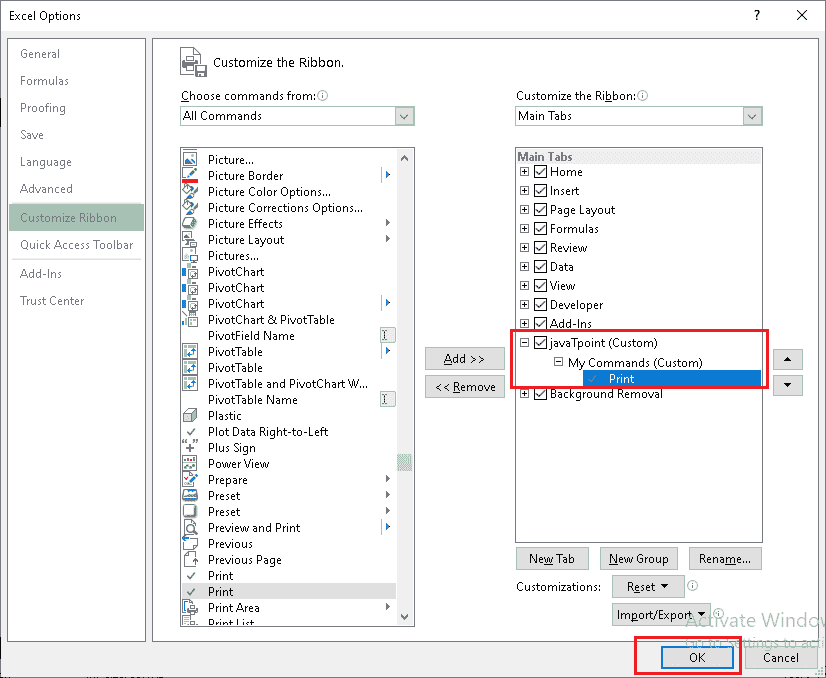 Excel Options
?
General
Formulas
Proofing
Save
Language
Advanced
Customize Ribbon
Quick Access Toolbar
Add-Ins
Trust Center
Customize the Ribbon.
Choose commands from:
All Commands
Picture...
Picture Border
Picture Color Options...
Picture Corrections Options...
Picture Effects
Picture Layout
Pictures...
PivotChart
PivotChart
PivotChart
PivotChart & PivotTable
PivotField Name
PivotTable
PivotTable
PivotTable and PivotChart W...
PivotTable Name
Plastic
Plot Data Right-to-Left
Plus Sign
Power View
Prepare
Preset
Preset
Preview and Print
Previous
Previous Page
Print
Print
Print Area
Print List
Add >>
<< Remove
Customize the Ribbon:
Main Tabs
Main Tabs
Home
Insert
Page Layout
Formulas
Review
Data
View
Developer
Add-Ins
javaTpoint (Custom)
My Commands (Custom)
Print
Background Removal
New Tab
New Group
Rename...
Customizations:
Reset
Import/Export
Activate Windov
Go to Settings to acti
OK
Cancel